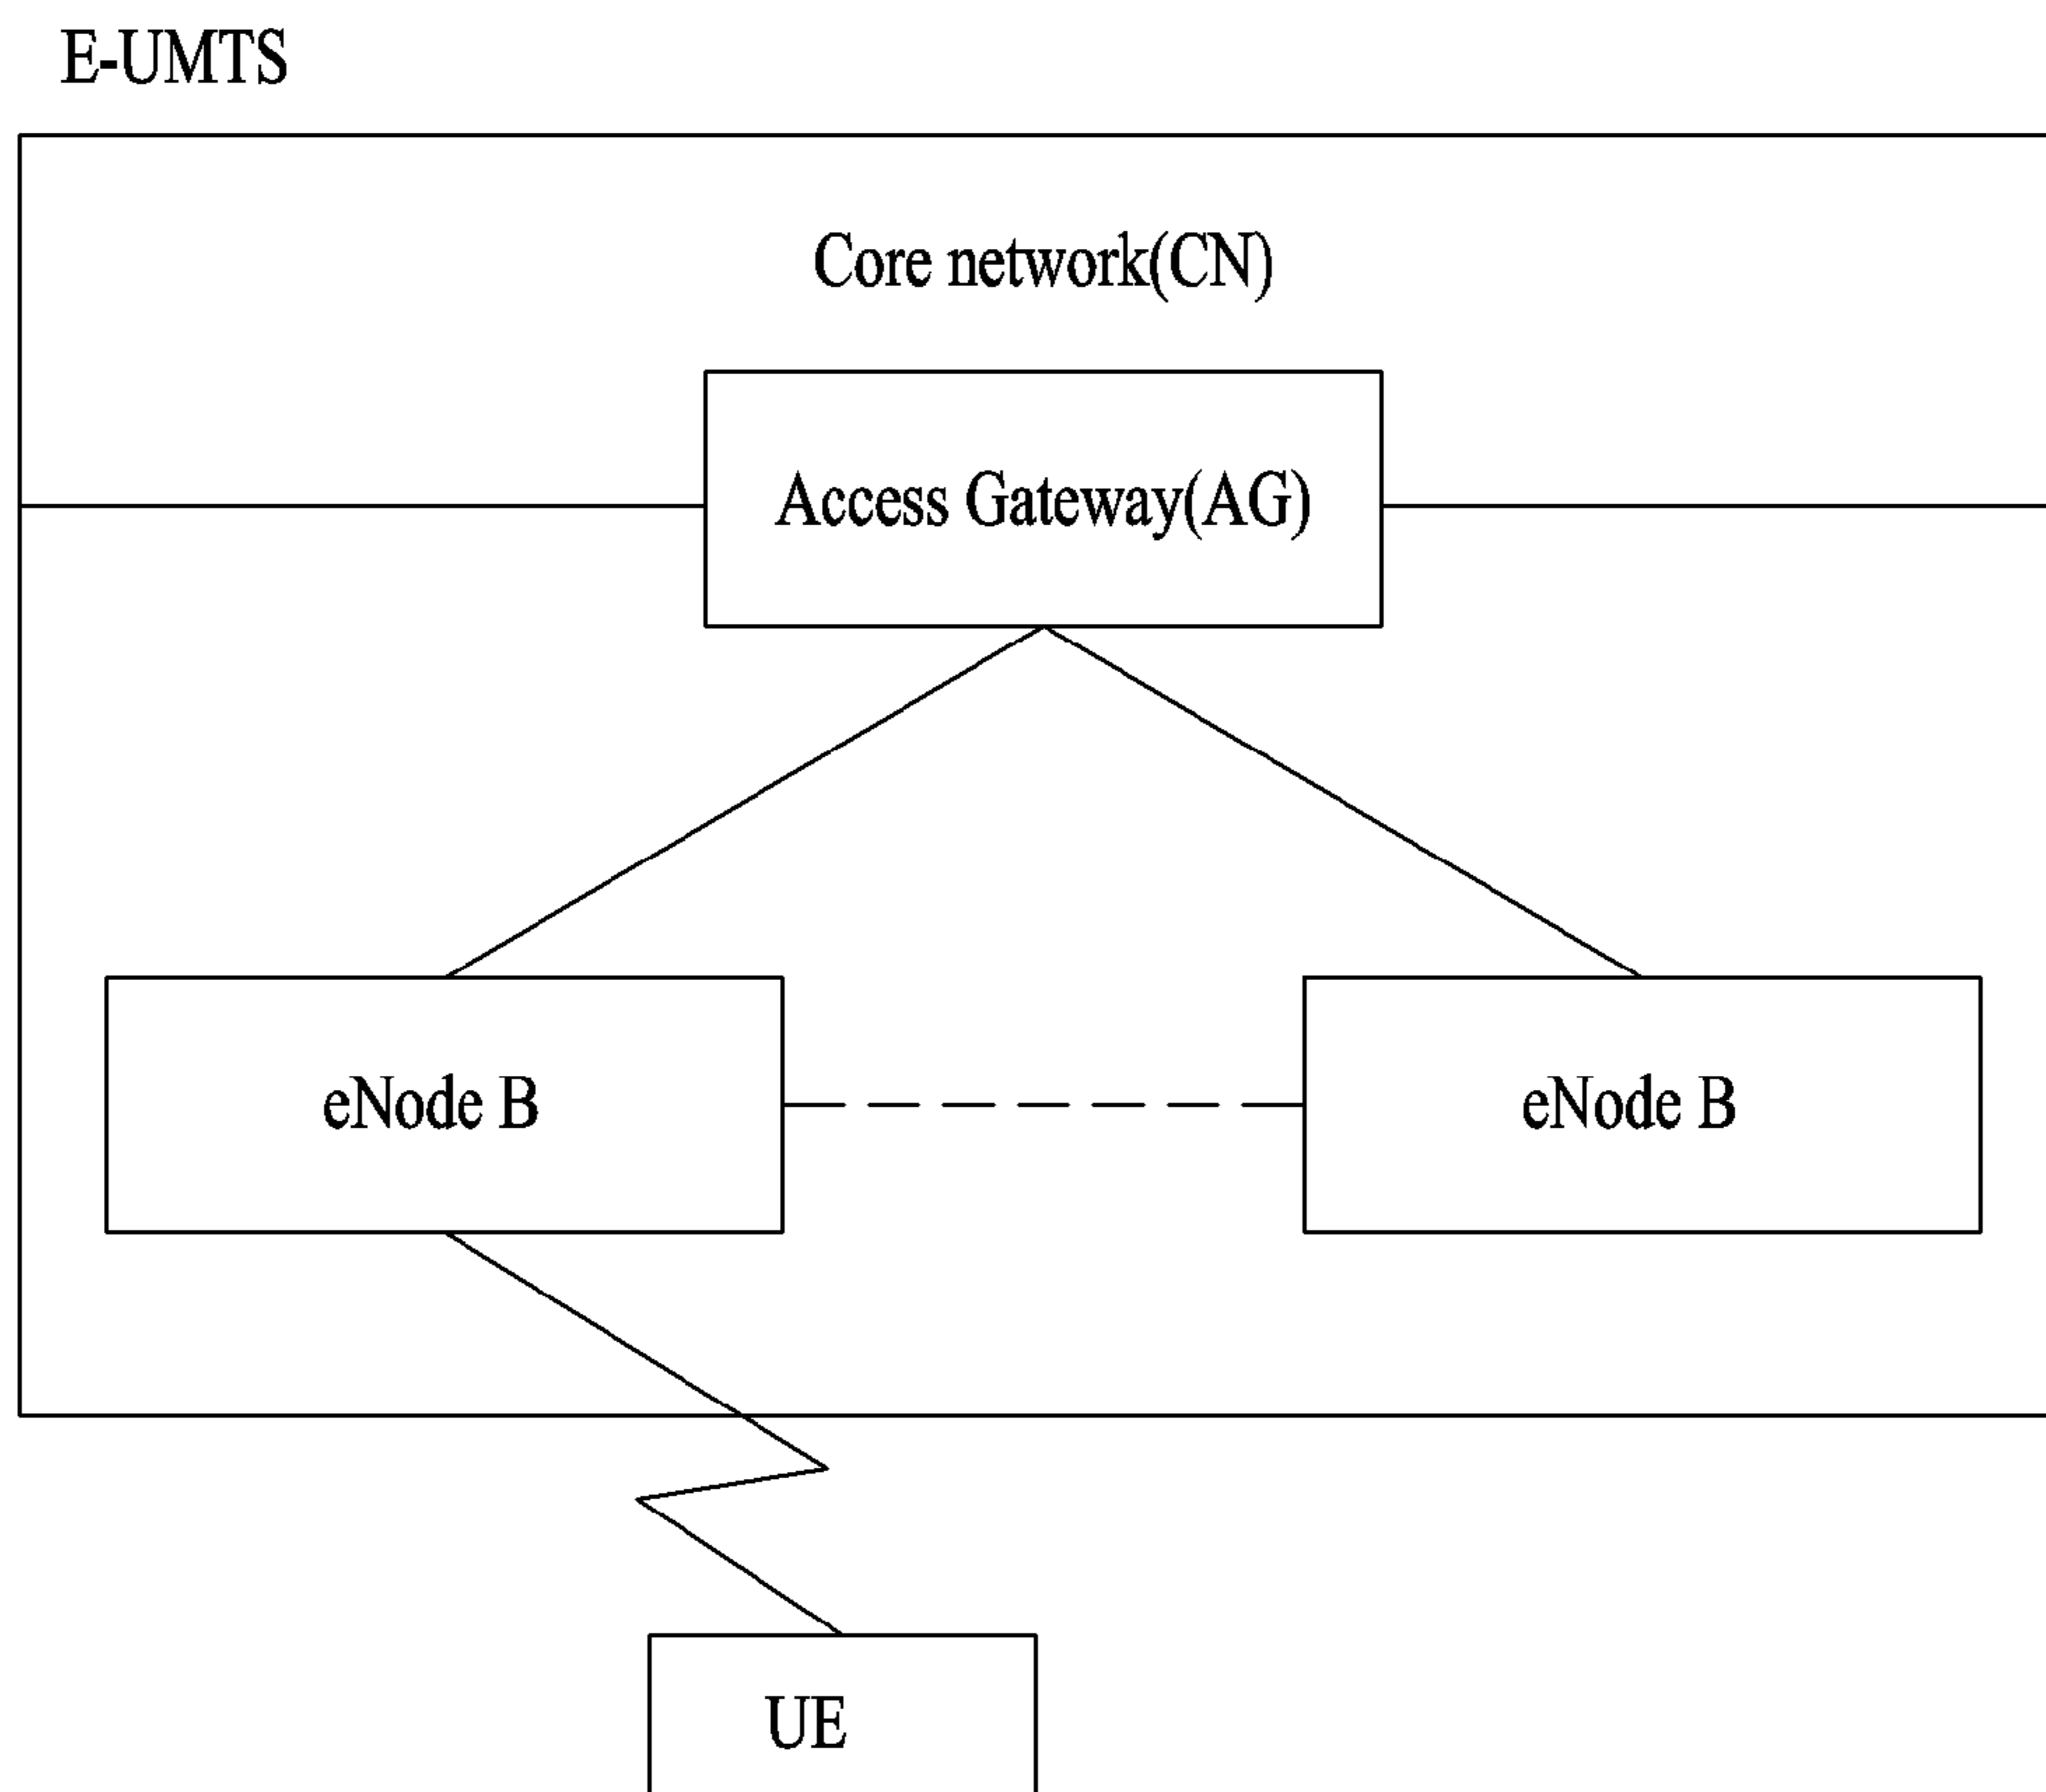 E-UMTS
Core network(CN)
Access Gateway(AG)
eNode B
eNode B
UE